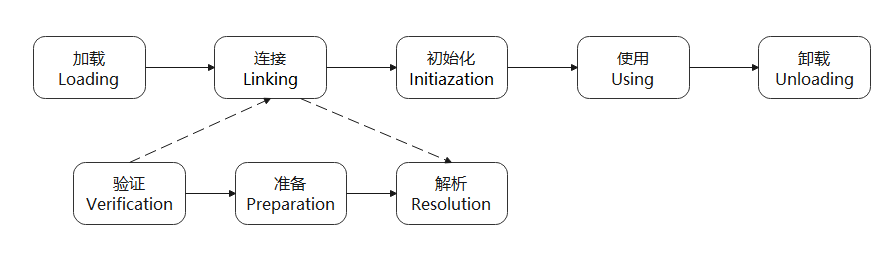 加载
Loading
连接
Linking
初始化
Initiazation
使用
Using
卸载
Unloading
验证
Verification
准备
Preparation
解析
Resolution